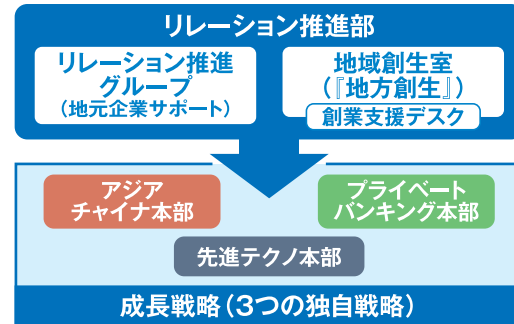 リレーション推進部
リレーション推進
グループ
(地元企業サポート)
地域創生室
(『地方創生』)
創業支援デスク
アジア
チャイナ本部
プライベート
バンキング本部
先進テクノ本部
成長戦略(3つの独自戦略)